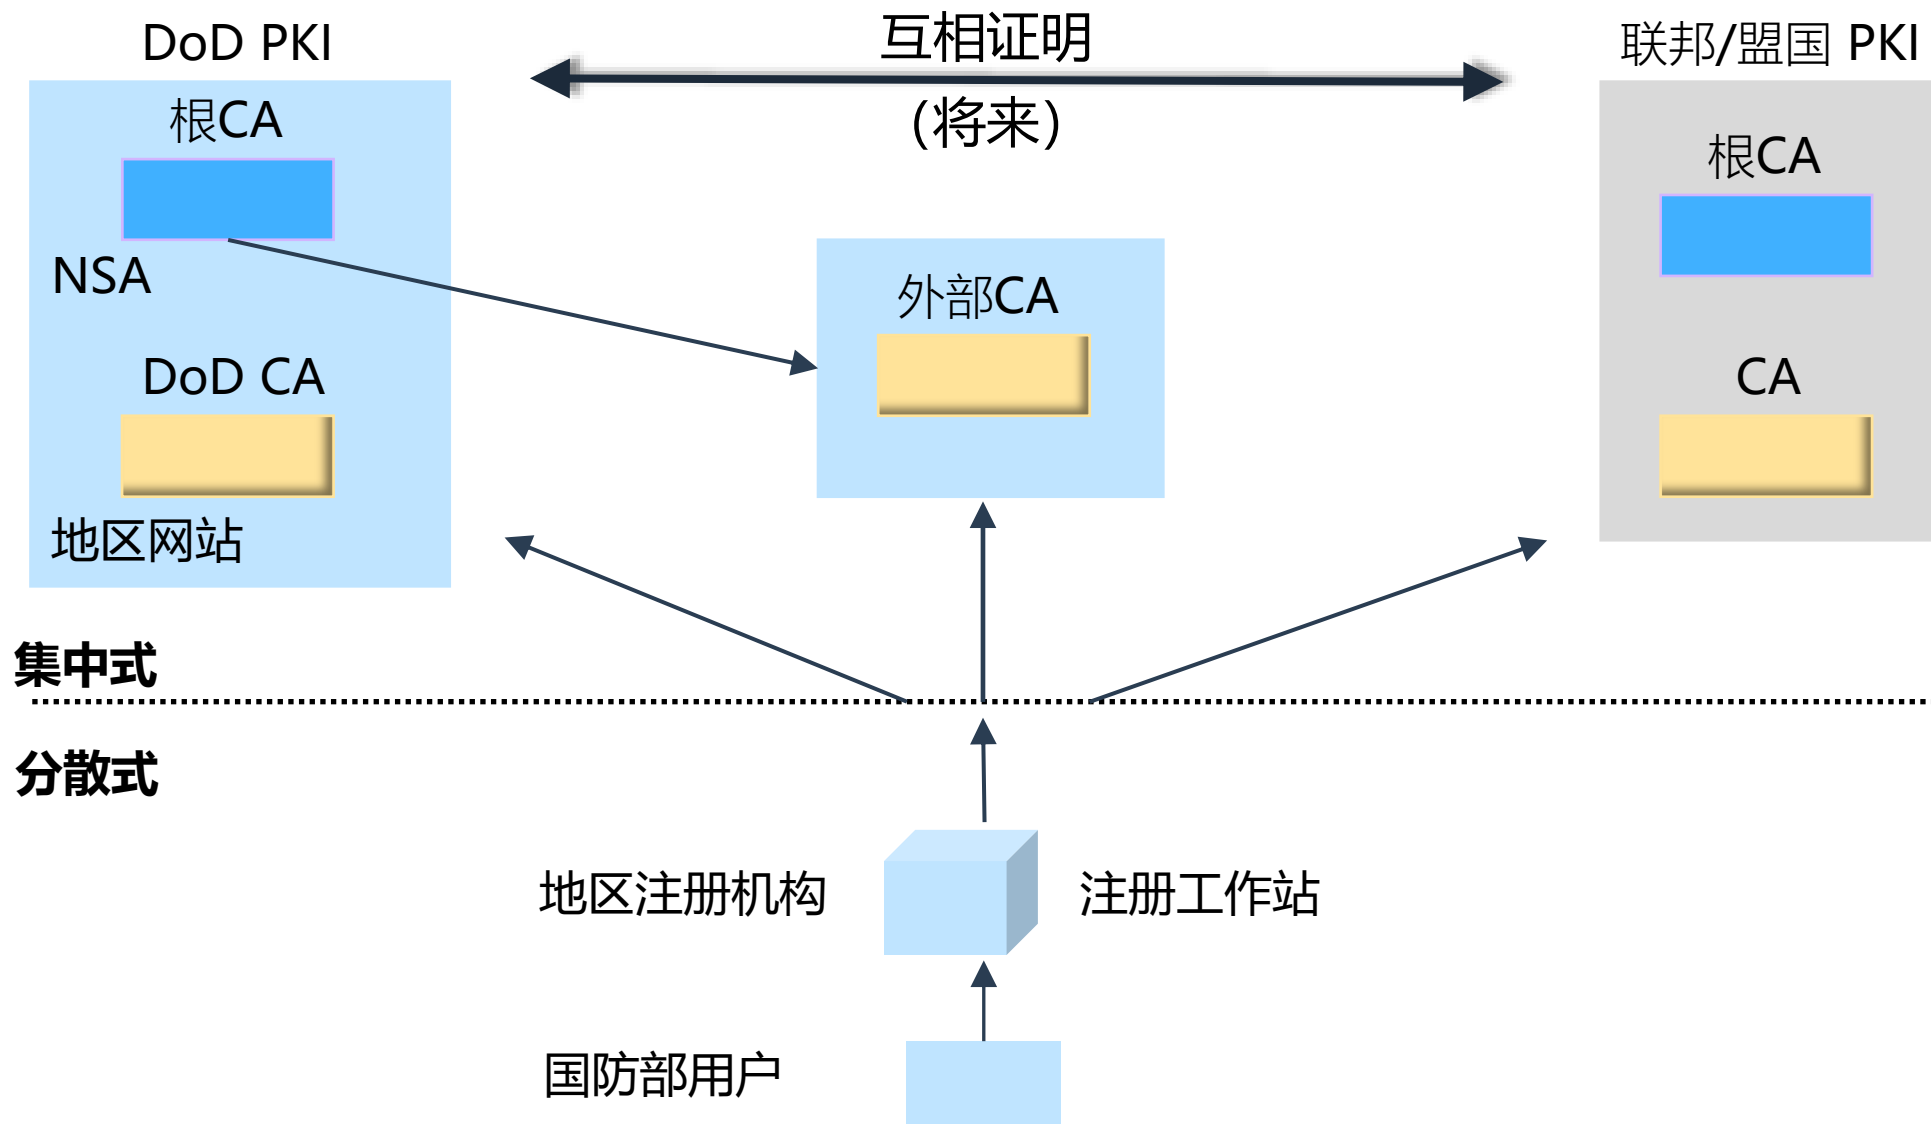 DoD PKI
互相证明
(将来)
联邦/盟国 PKI
根CA
NSA
DoD CA
地区网站
外部CA
根CA
CA
集中式
分散式
地区注册机构
注册工作站
国防部用户